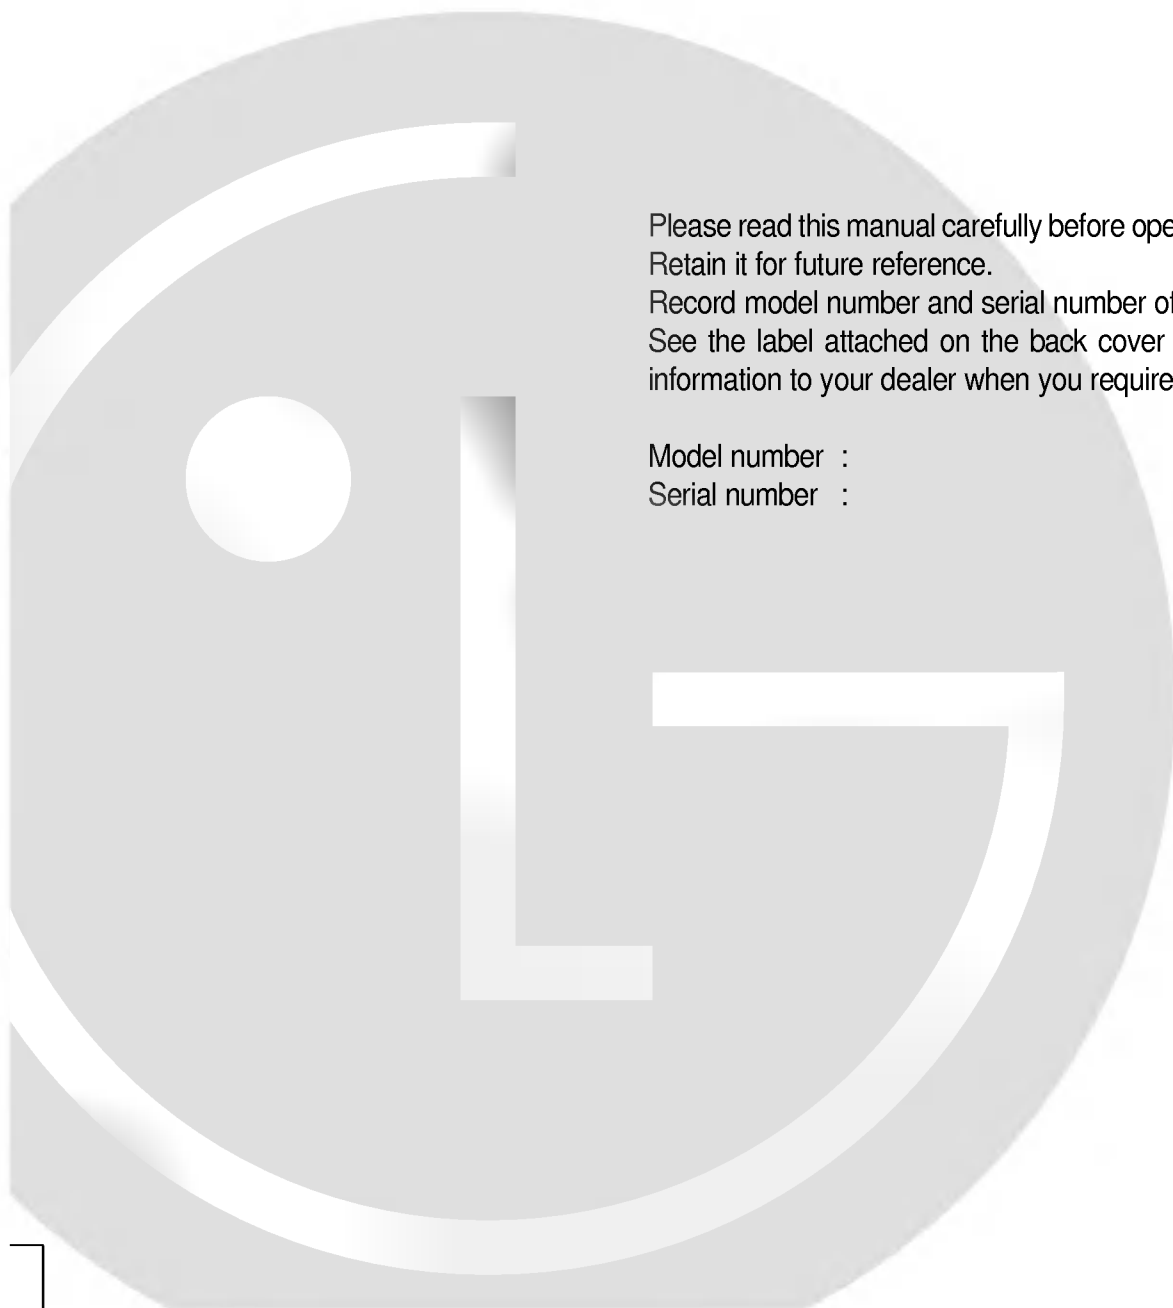 Please read this manual carefully before ope
Retain it for future reference.
Record model number and serial number of
See the label attached on the back cover
information to your dealer when you require
Model number :
Serial number :
LG